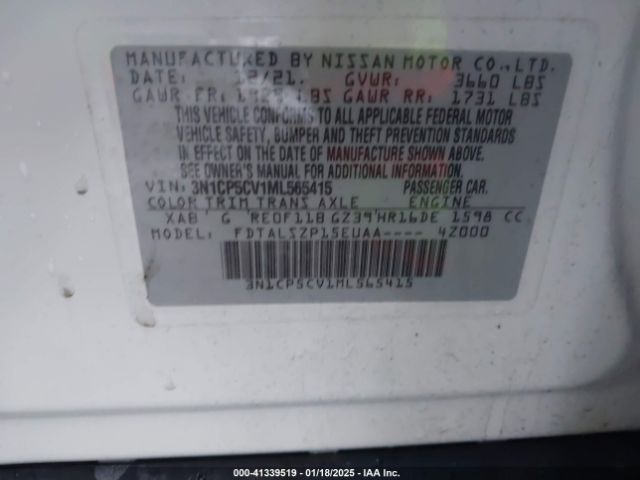 MANUFACTURED BY NISSAN MOTOR CO., LTD.
DATE: 12/21. GVWR: 3660 LBS
GAWR FR: LBS GAWR RR: 1731 LBS
THIS VEHICLE CONFORMS TO ALL APPLICABLE FEDERAL MOTOR
VEHICLE SAFETY, BUMPER AND THEFT PREVENTION STANDARDS
IN EFFECT ON THE DATE OF MANUFACTURE SHOWN ABOVE.
SEE OWNER'S MANUAL FOR ADDITIONAL INFORMATION.
VIN: 3N1CP5CV1ML565415 PASSENGER CAR.
COLOR TRIM TRANS AXLE ENGINE
XAB G RE0F11B GZ39 HR16DE 1598 CC
MODEL: FDTALSZP15EUAA---- 4Z000
3N1CP5CV1ML565415
000-41339519 - 01/18/2025 - COPART